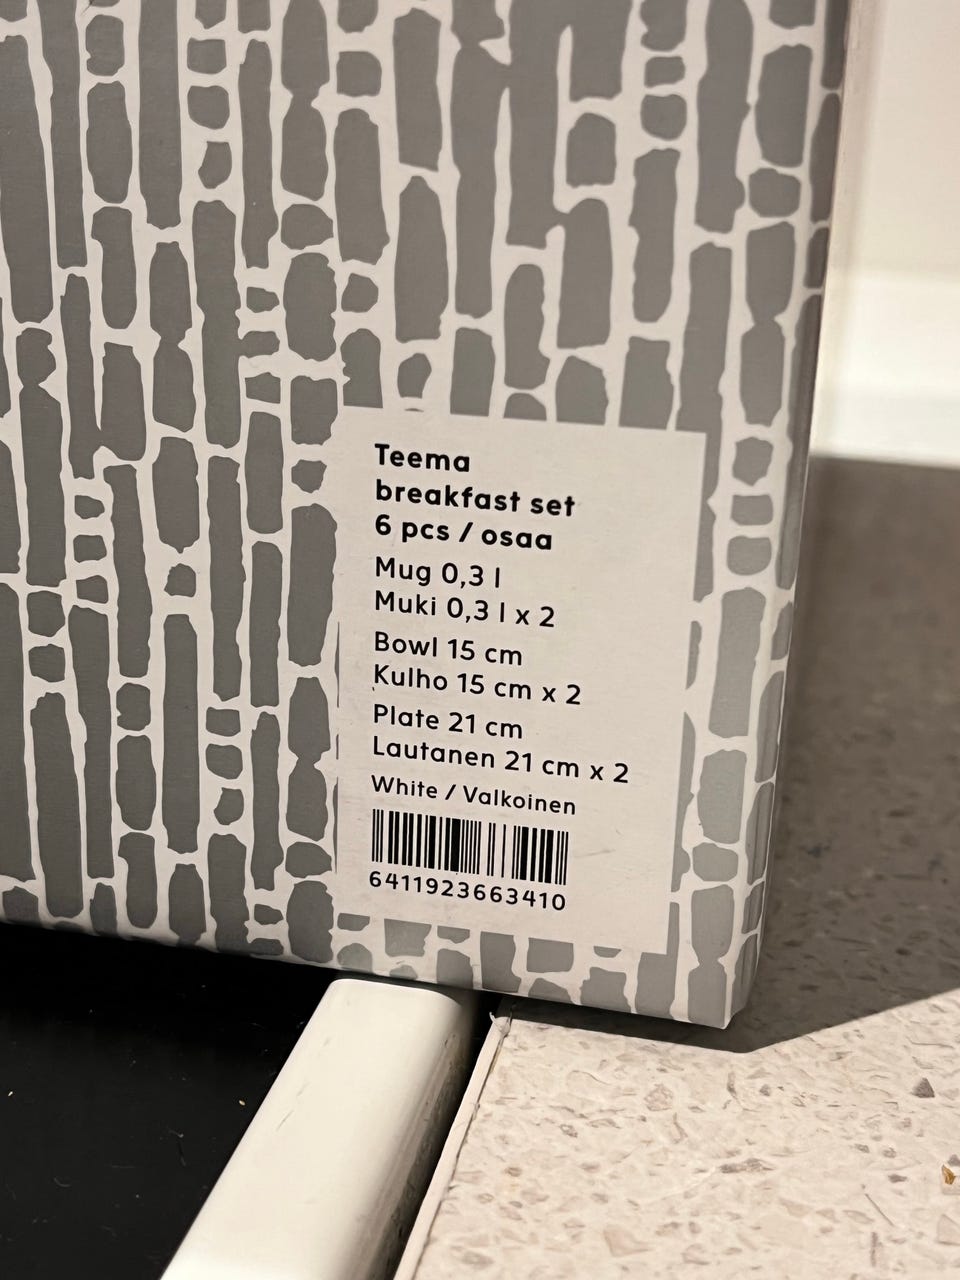 Teema
breakfast set
6 pcs / osaa
Mug 0,3 l
Muki 0,3 l x 2
Bowl 15 cm
Kulho 15 cm x 2
Plate 21 cm
Lautanen 21 cm x 2
White / Valkoinen
6411923663410